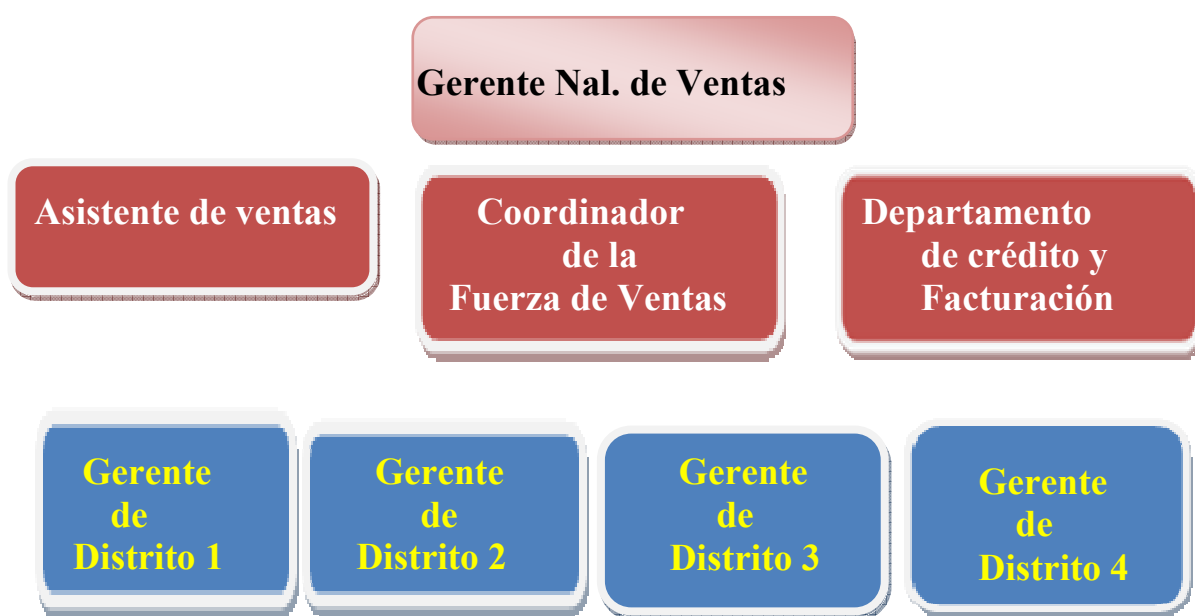 Gerente Nal. de Ventas
Asistente de ventas
Coordinador
de la
Fuerza de Ventas
Departamento
de crédito y
Facturación
Gerente
de
Distrito 1
Gerente
de
Distrito 2
Gerente
de
Distrito 3
Gerente
de
Distrito 4